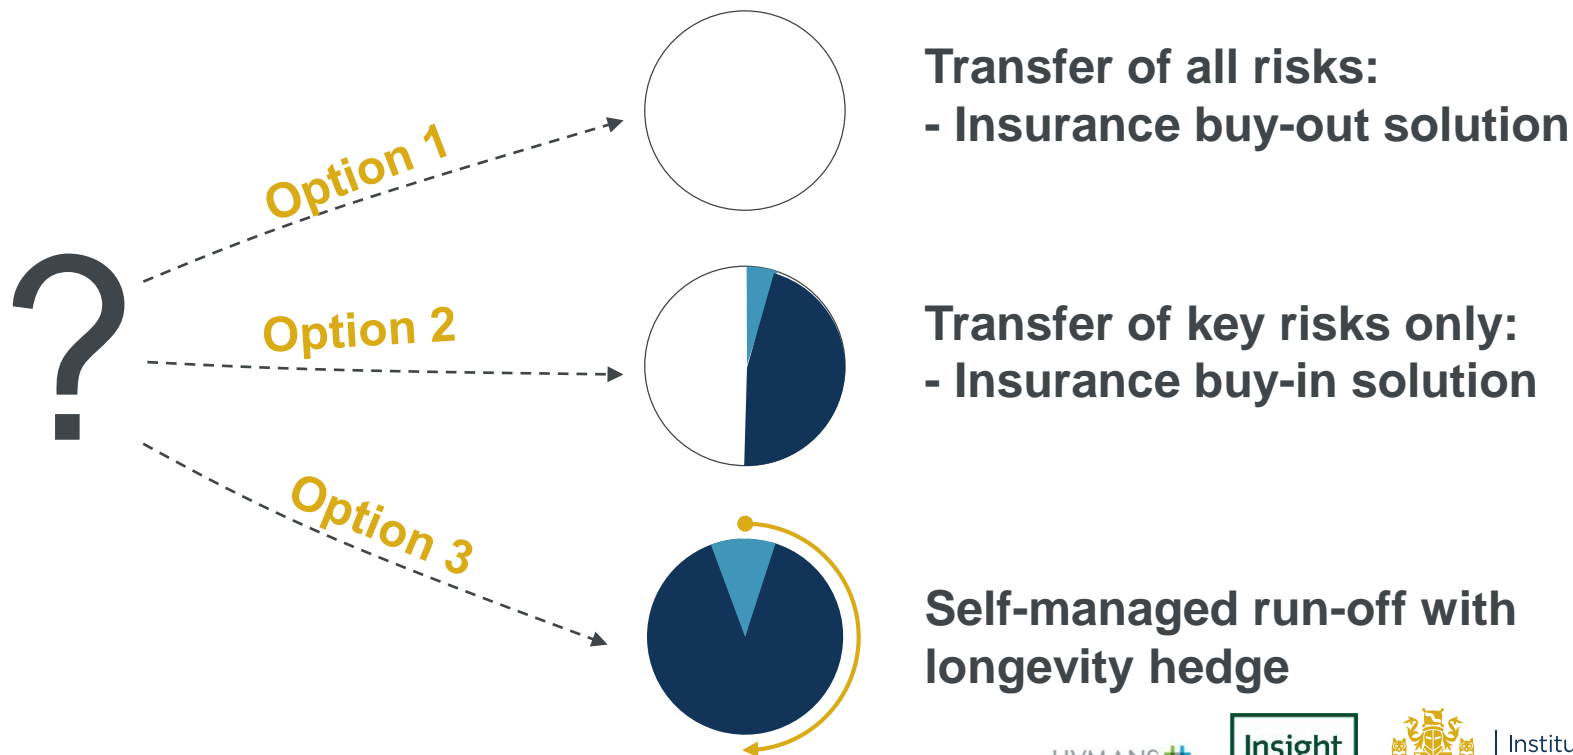 Option 1
Transfer of all risks:
- Insurance buy-out solution
?
Option 2
Transfer of key risks only:
- Insurance buy-in solution
Option 3
Self-managed run-off with
longevity hedge
Insight